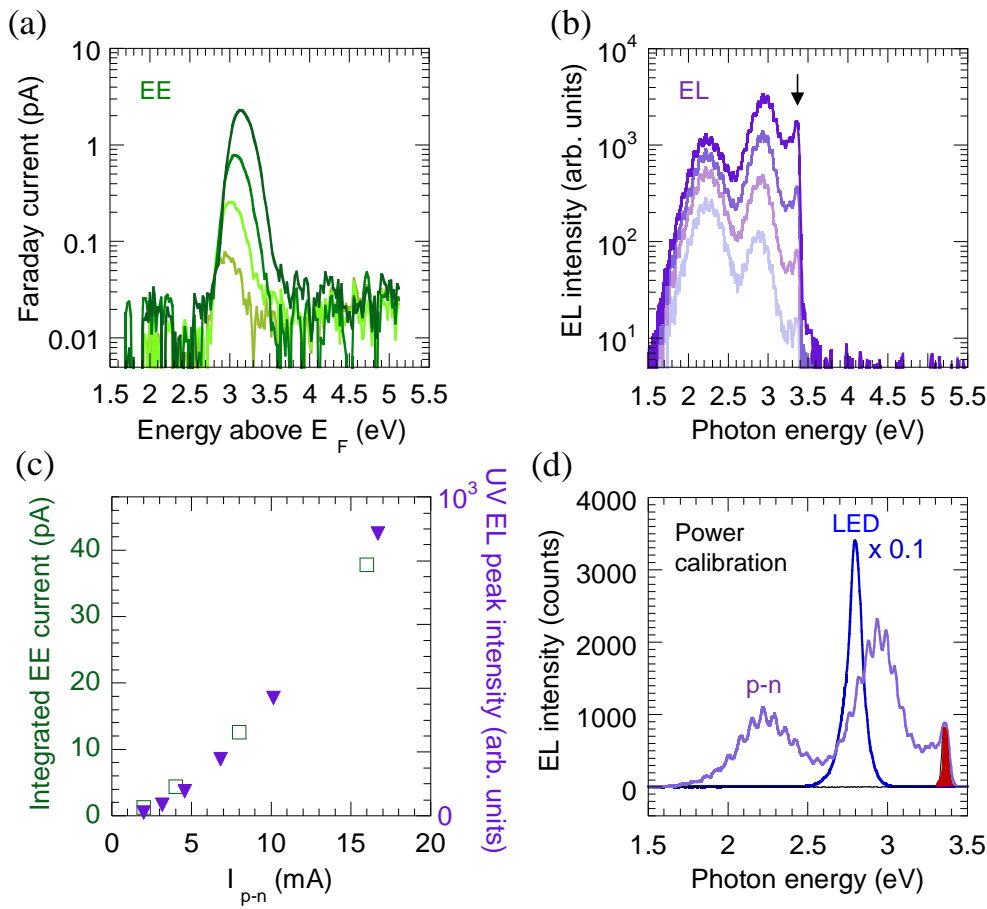 (a)
10
1
0.1
0.01
Faraday current (pA)
EE
1.5 2 2.5 3 3.5 4 4.5 5 5.5
Energy above E_F (eV)
(b)
10^4
10^3
10^2
10^1
EL intensity (arb. units)
EL
1.5 2 2.5 3 3.5 4 4.5 5 5.5
Photon energy (eV)
(c)
40
30
20
10
0
Integrated EE current (pA)
10^3
0
UV EL peak intensity (arb. units)
0 5 10 15 20
I_p-n (mA)
(d)
4000
3000
2000
1000
0
EL intensity (counts)
Power
calibration
LED
x 0.1
p-n
1.5 2 2.5 3 3.5
Photon energy (eV)